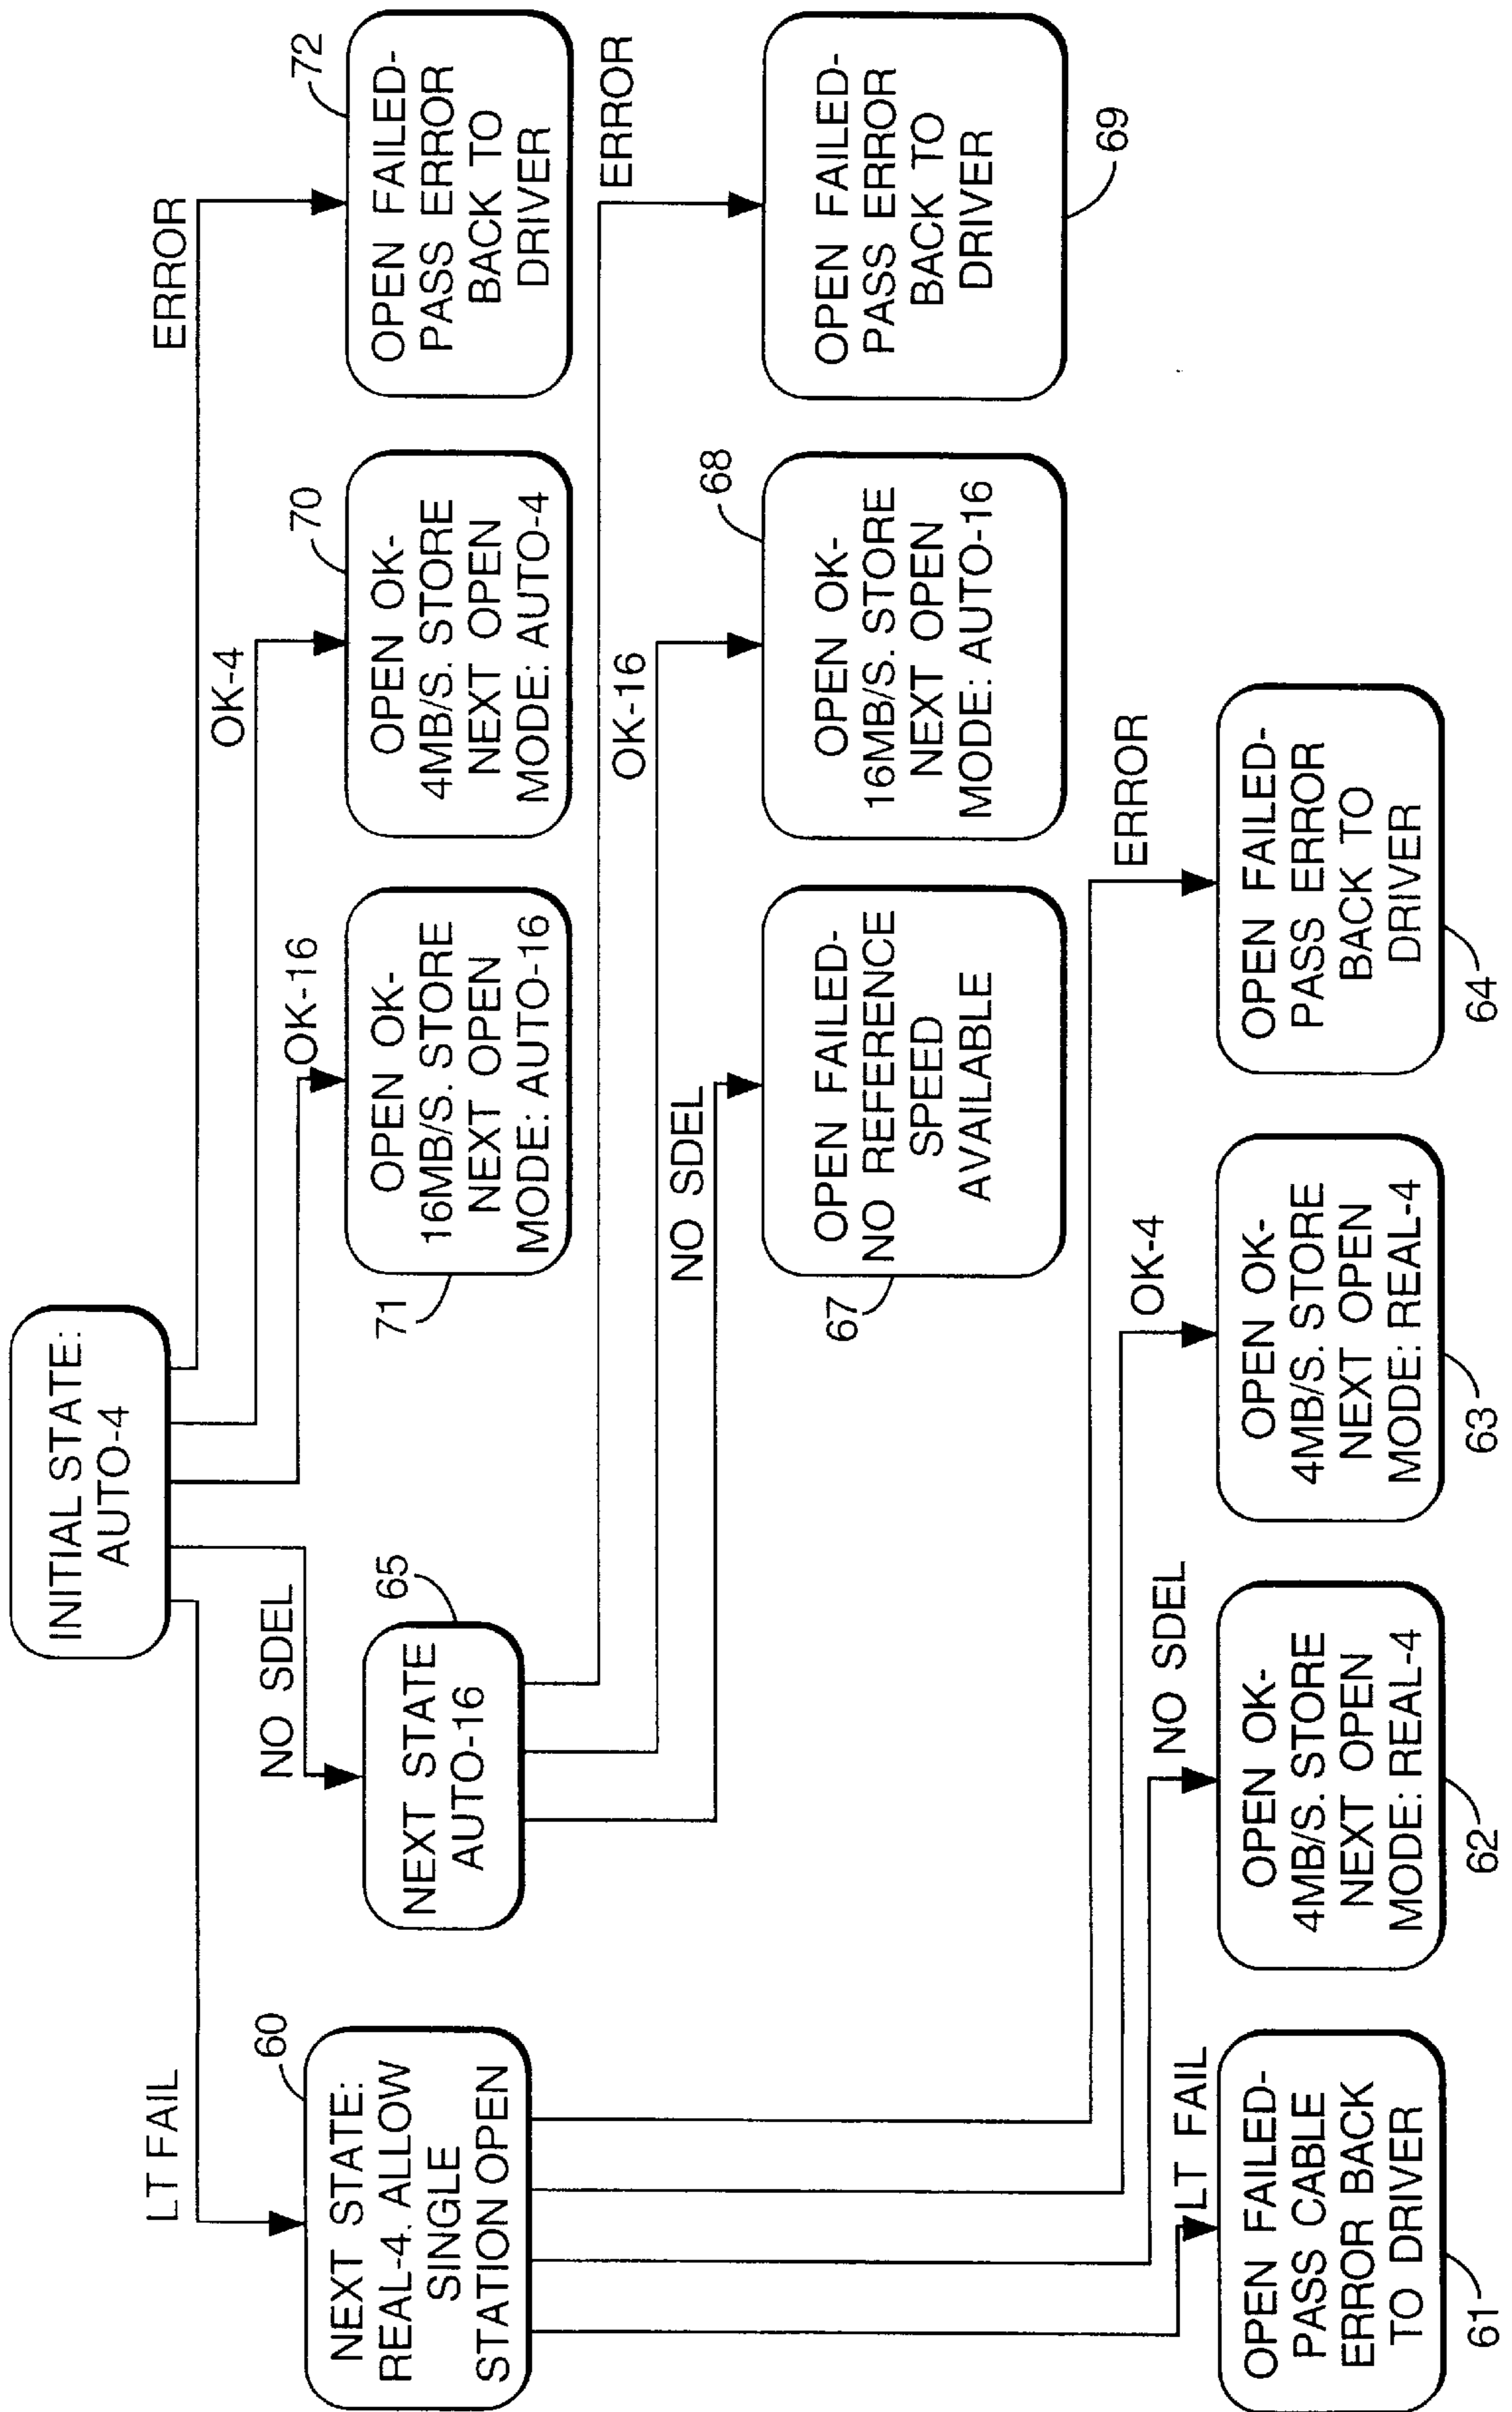 INITIAL STATE:
AUTO-4
LT FAIL
NO SDEL
OK-16
OK-4
ERROR
60
NEXT STATE:
REAL-4. ALLOW
SINGLE
STATION OPEN
65
NEXT STATE
AUTO-16
71
OPEN OK-
16MB/S. STORE
NEXT OPEN
MODE: AUTO-16
70
OPEN OK-
4MB/S. STORE
NEXT OPEN
MODE: AUTO-4
72
OPEN FAILED-
PASS ERROR
BACK TO
DRIVER
NO SDEL
OK-16
ERROR
67
OPEN FAILED-
NO REFERENCE
SPEED
AVAILABLE
68
OPEN OK-
16MB/S. STORE
NEXT OPEN
MODE: AUTO-16
OPEN FAILED-
PASS ERROR
BACK TO
DRIVER
69
LT FAIL
NO SDEL
OK-4
ERROR
OPEN FAILED-
PASS CABLE
ERROR BACK
TO DRIVER
61
OPEN OK-
4MB/S. STORE
NEXT OPEN
MODE: REAL-4
62
OPEN OK-
4MB/S. STORE
NEXT OPEN
MODE: REAL-4
63
OPEN FAILED-
PASS ERROR
BACK TO
DRIVER
64